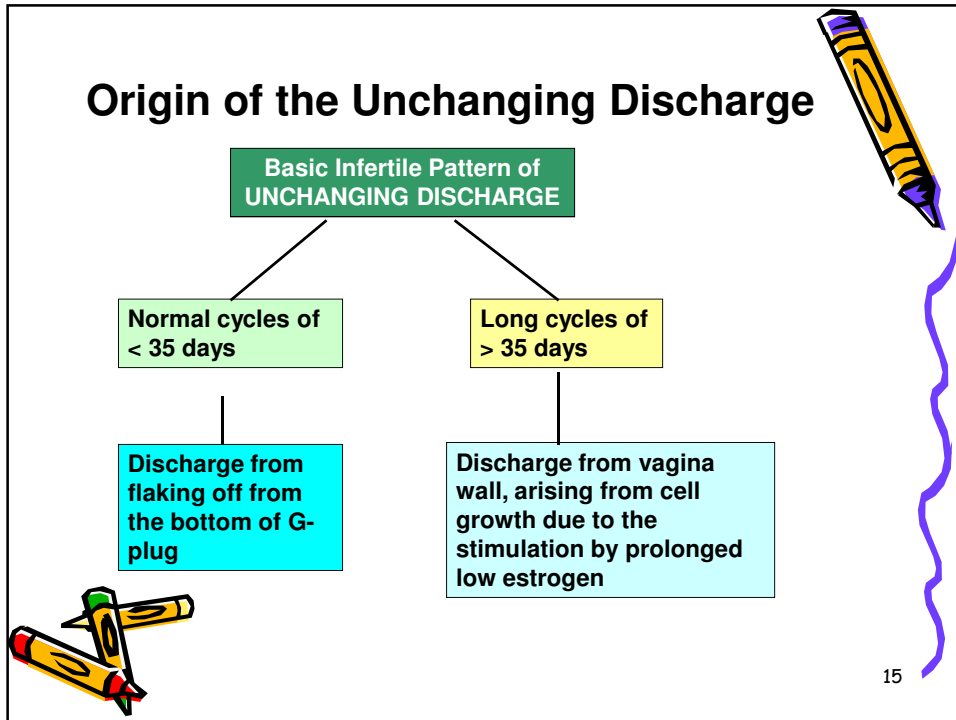 Origin of the Unchanging Discharge
Basic Infertile Pattern of
UNCHANGING DISCHARGE
Normal cycles of
< 35 days
Long cycles of
> 35 days
Discharge from
flaking off from
the bottom of G-
plug
Discharge from vagina
wall, arising from cell
growth due to the
stimulation by prolonged
low estrogen
15